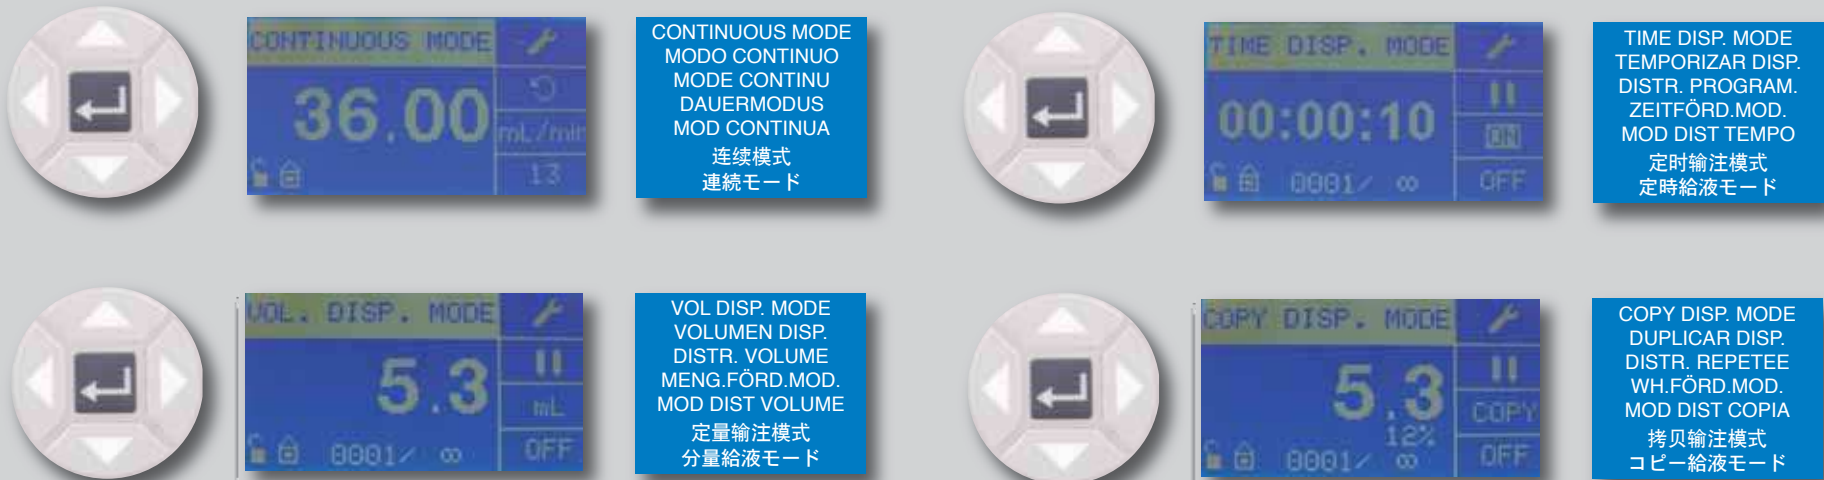 CONTINUOUS MODE
36.00
mL/min
13
CONTINUOUS MODE
MODO CONTINUO
MODE CONTINU
DAUERMODUS
MOD CONTINUA
连续模式
連続モード
TIME DISP. MODE
00:00:10
ON
0001/ ∞
OFF
TIME DISP. MODE
TEMPORIZAR DISP.
DISTR. PROGRAM.
ZEITFÖRD.MOD.
MOD DIST TEMPO
定时输注模式
定時給液モード
VOL. DISP. MODE
5.3
mL
0001/ ∞
OFF
VOL DISP. MODE
VOLUMEN DISP.
DISTR. VOLUME
MENG.FÖRD.MOD.
MOD DIST VOLUME
定量输注模式
分量給液モード
COPY DISP. MODE
5.3
COPY
12%
0001/ ∞
OFF
COPY DISP. MODE
DUPLICAR DISP.
DISTR. REPETEE
WH.FÖRD.MOD.
MOD DIST COPIA
拷贝输注模式
コピー給液モード